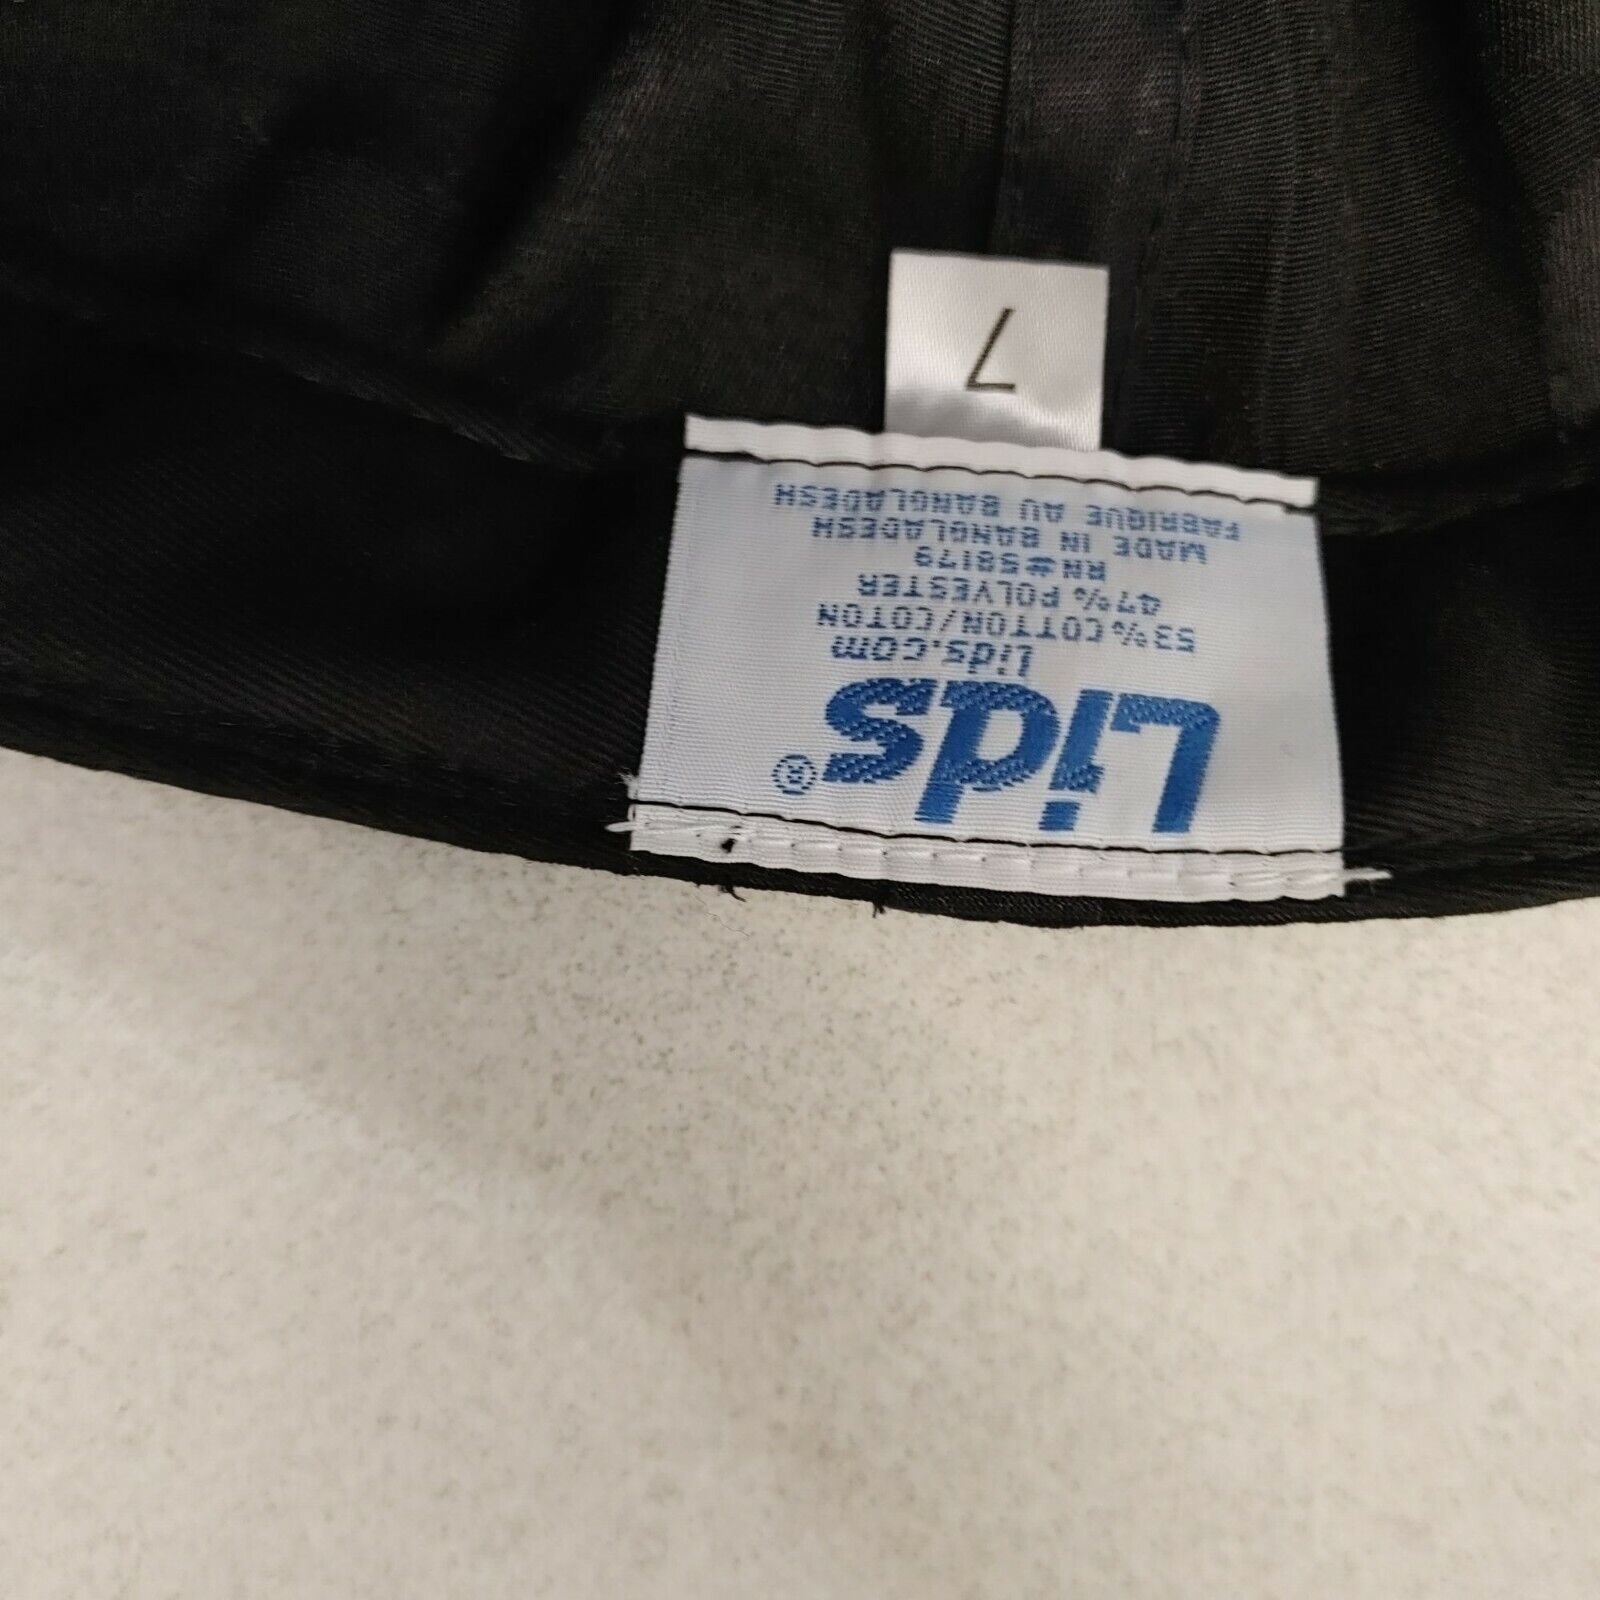 Lids®
Lids.com
53% COTTON/COTON
47% POLYESTER
RN#58179
MADE IN BANGLADESH
FABRIQUE AU BANGLADESH
7